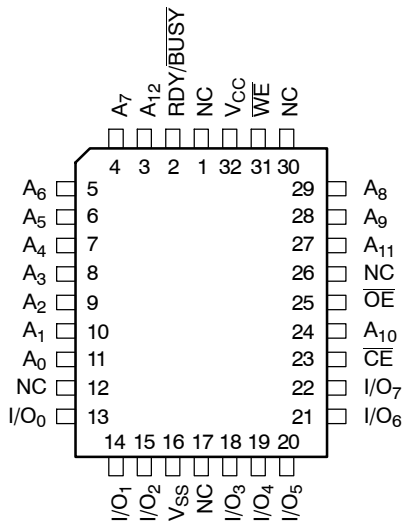 A7 A12 RDY/BUSY NC VCC WE NC
4 3 2 1 32 31 30
A6 5 29 A8
A5 6 28 A9
A4 7 27 A11
A3 8 26 NC
A2 9 25 OE
A1 10 24 A10
A0 11 23 CE
NC 12 22 I/O7
I/O0 13 21 I/O6
14 15 16 17 18 19 20
I/O1 I/O2 VSS NC I/O3 I/O4 I/O5